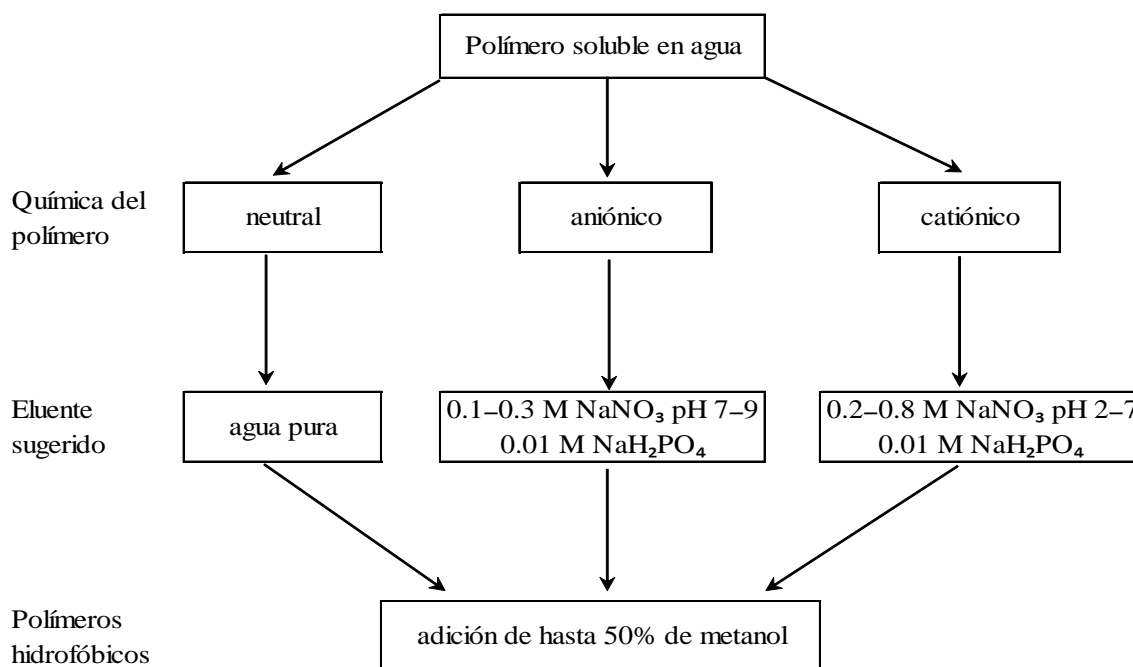 Polímero soluble en agua
Química del
polímero
neutral
aniónico
catiónico
Eluente
sugerido
agua pura
0.1–0.3 M NaNO₃ pH 7–9
0.01 M NaH₂PO₄
0.2–0.8 M NaNO₃ pH 2–7
0.01 M NaH₂PO₄
Polímeros
hidrofóbicos
adición de hasta 50% de metanol